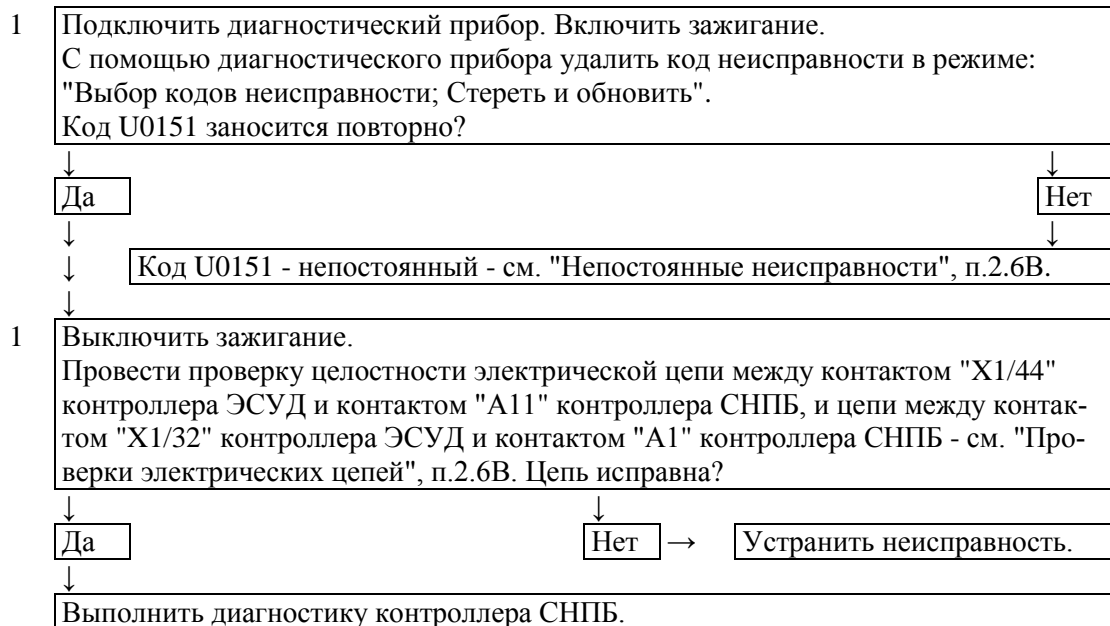 1 Подключить диагностический прибор. Включить зажигание.
С помощью диагностического прибора удалить код неисправности в режиме:
"Выбор кодов неисправности; Стереть и обновить".
Код U0151 заносится повторно?
↓ ↓
Да Нет
↓ ↓
↓ Код U0151 - непостоянный - см. "Непостоянные неисправности", п.2.6В.
↓
1 Выключить зажигание.
Провести проверку целостности электрической цепи между контактом "X1/44"
контроллера ЭСУД и контактом "А11" контроллера СНПБ, и цепи между контак-
том "X1/32" контроллера ЭСУД и контактом "А1" контроллера СНПБ - см. "Про-
верки электрических цепей", п.2.6В. Цепь исправна?
↓ ↓
Да Нет → Устранить неисправность.
↓
Выполнить диагностику контроллера СНПБ.